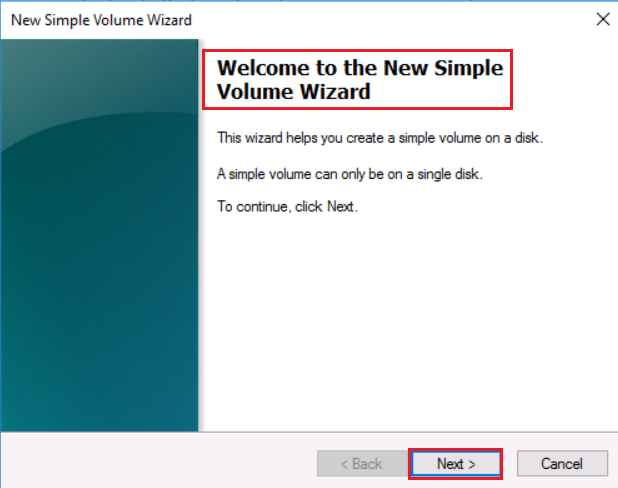 New Simple Volume Wizard
Welcome to the New Simple
Volume Wizard
This wizard helps you create a simple volume on a disk.
A simple volume can only be on a single disk.
To continue, click Next.
< Back
Next >
Cancel